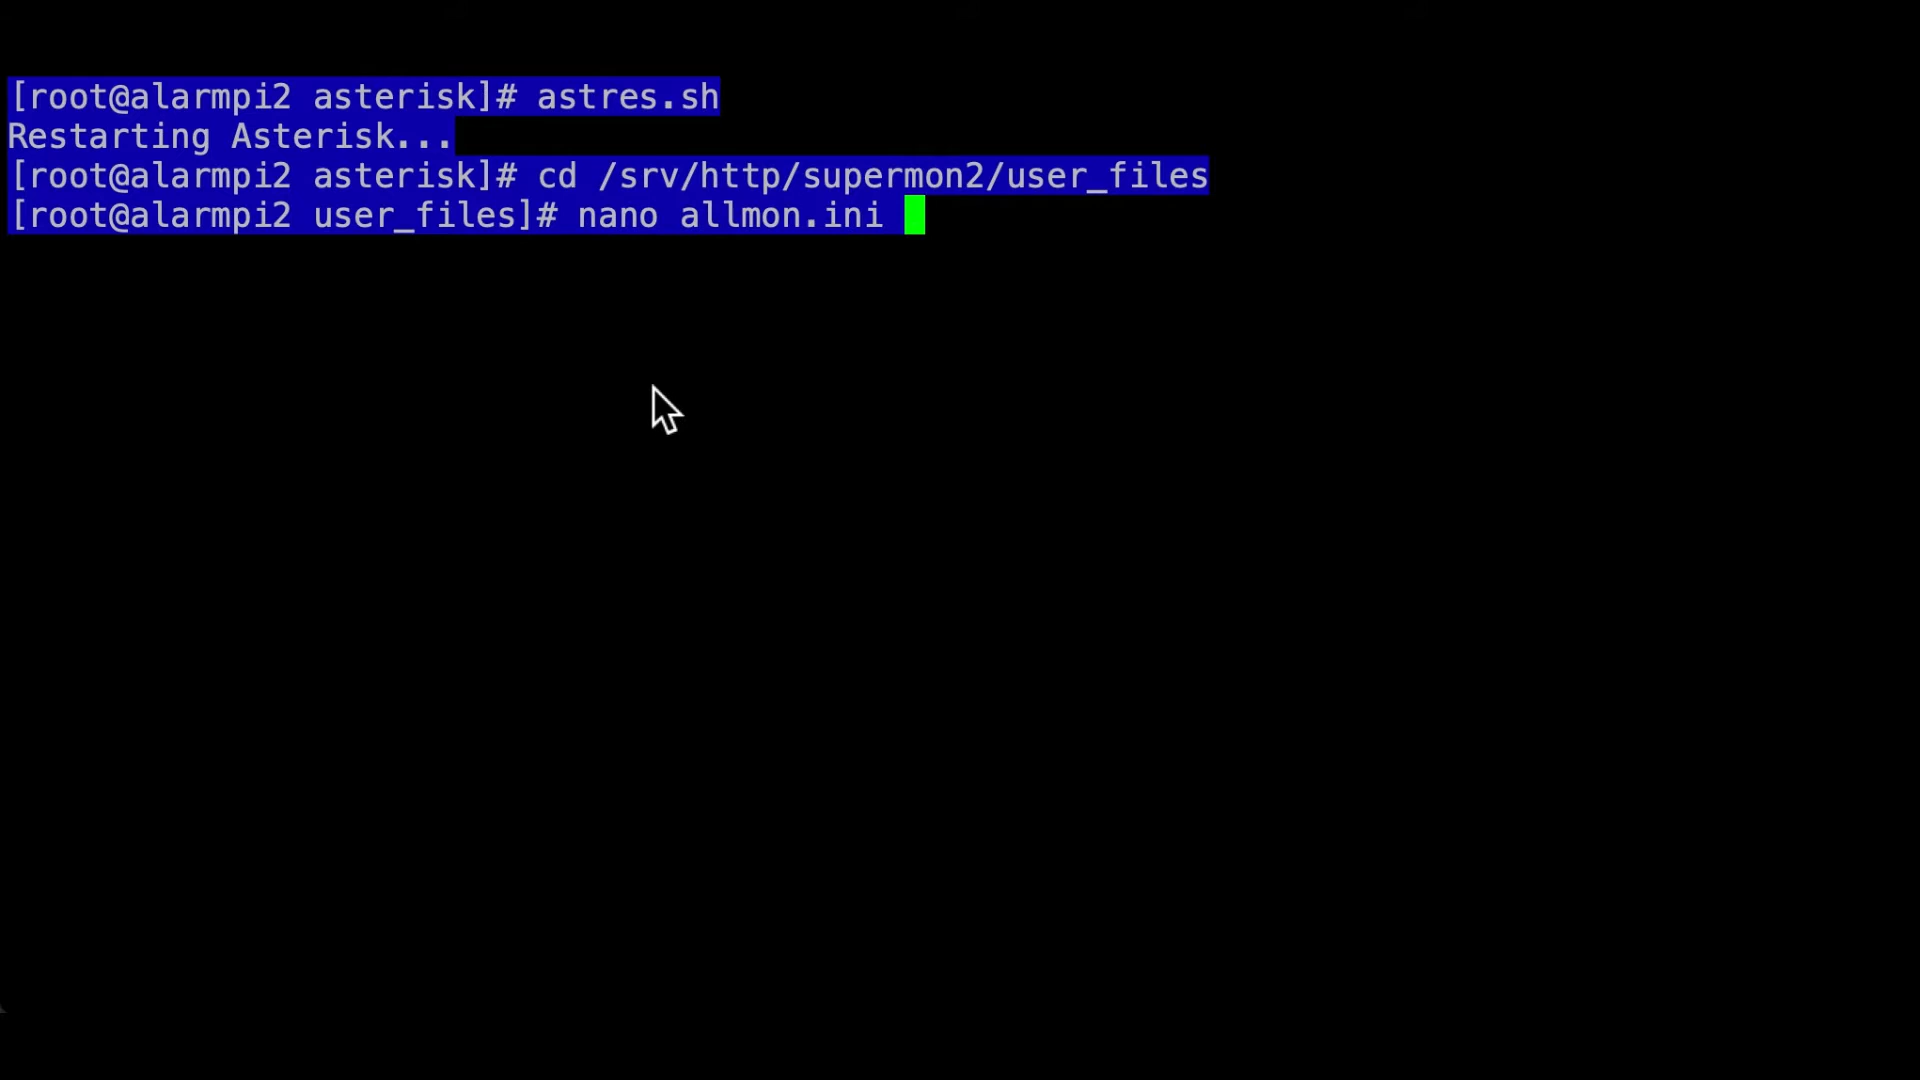 [root@alarmpi2 asterisk]# astres.sh
Restarting Asterisk...
[root@alarmpi2 asterisk]# cd /srv/http/supermon2/user_files
[root@alarmpi2 user_files]# nano allmon.ini